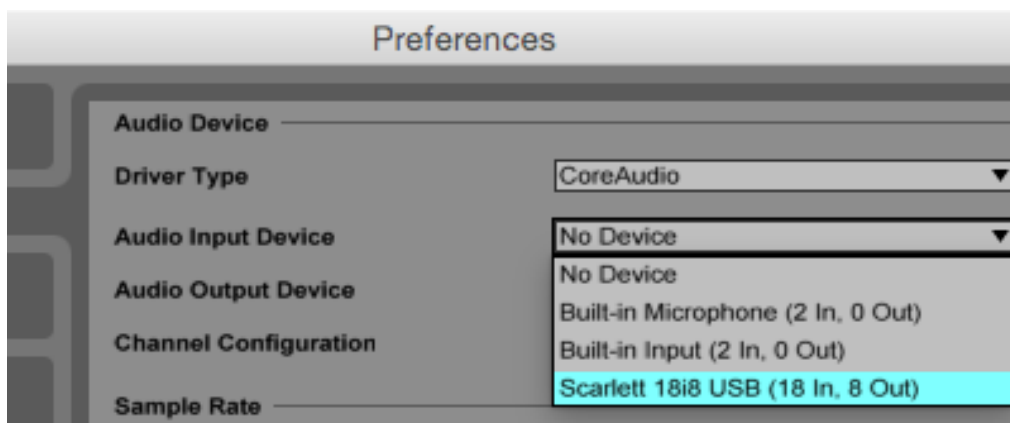 Preferences
Audio Device
Driver Type CoreAudio
Audio Input Device No Device
No Device
Audio Output Device
Built-in Microphone (2 In, 0 Out)
Channel Configuration
Built-in Input (2 In, 0 Out)
Scarlett 18i8 USB (18 In, 8 Out)
Sample Rate